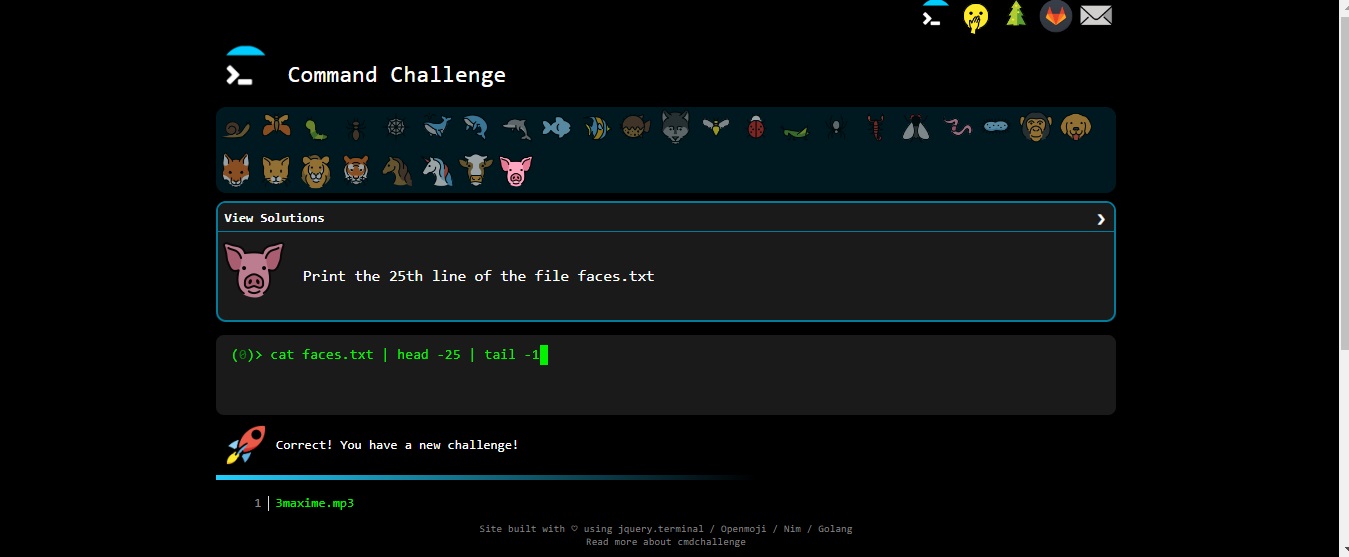 Command Challenge
View Solutions
Print the 25th line of the file faces.txt
(0)> cat faces.txt | head -25 | tail -1
Correct! You have a new challenge!
1 3maxime.mp3
Site built with ♡ using jquery.terminal / Openmoji / Nim / Golang
Read more about cmdchallenge